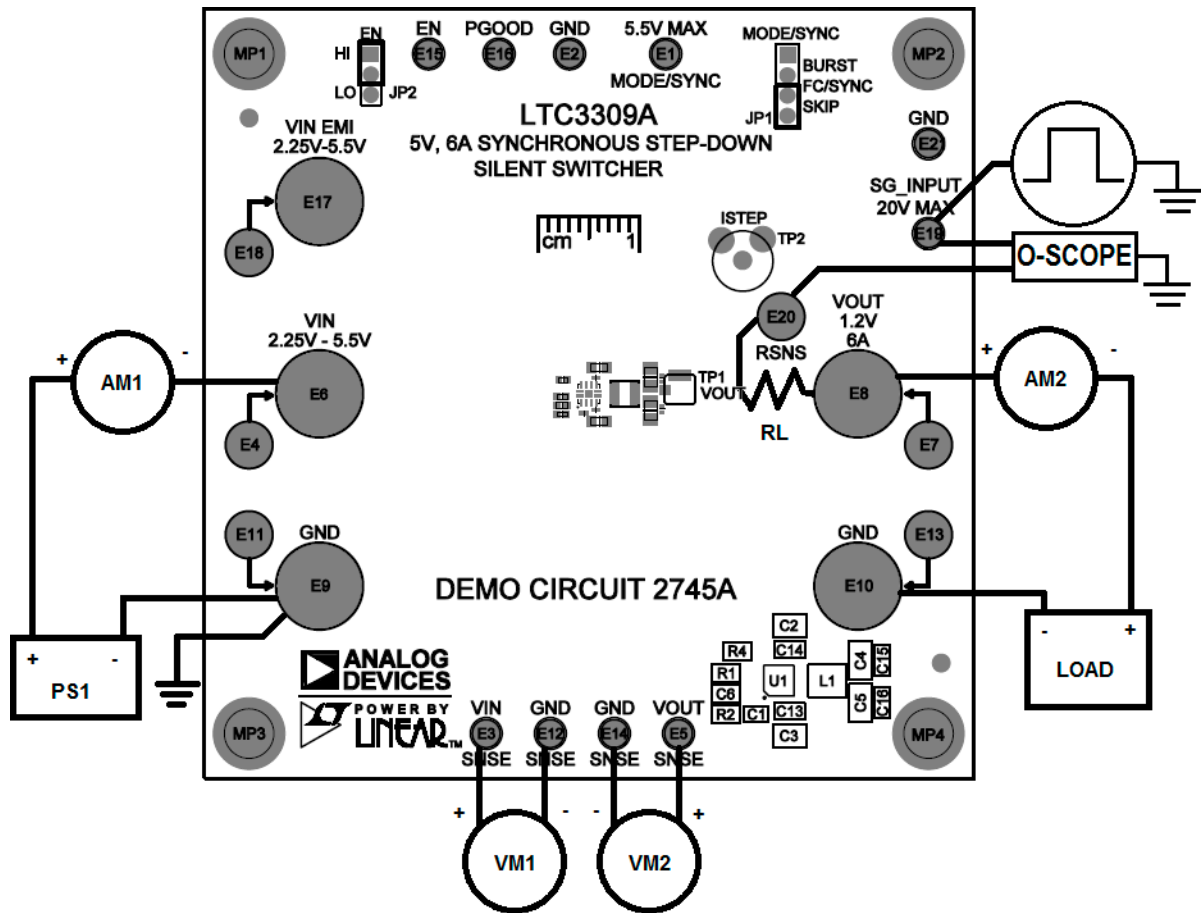 MP1
EN
HI
LO
JP2
EN
E15
PGOOD
E16
GND
E2
5.5V MAX
E1
MODE/SYNC
MODE/SYNC
BURST
FC/SYNC
SKIP
JP1
MP2
LTC3309A
5V, 6A SYNCHRONOUS STEP-DOWN
SILENT SWITCHER
VIN EMI
2.25V-5.5V
E17
E18
cm 1
ISTEP
TP2
GND
E21
SG_INPUT
20V MAX
E19
O-SCOPE
E20
RSNS
VOUT
1.2V
6A
E8
TP1
VOUT
RL
E7
+
AM2
-
+
AM1
-
VIN
2.25V - 5.5V
E6
E4
E11
GND
E9
DEMO CIRCUIT 2745A
GND
E10
E13
+
-
PS1
-
+
LOAD
C2
R4
C14
R1
C6
R2
C1
U1
C13
C3
L1
C4
C15
C5
C16
ANALOG
DEVICES
LT
POWER BY
LINEAR TM
MP3
VIN
E3
SNSE
GND
E12
SNSE
GND
E14
SNSE
VOUT
E5
SNSE
MP4
+
VM1
-
-
VM2
+